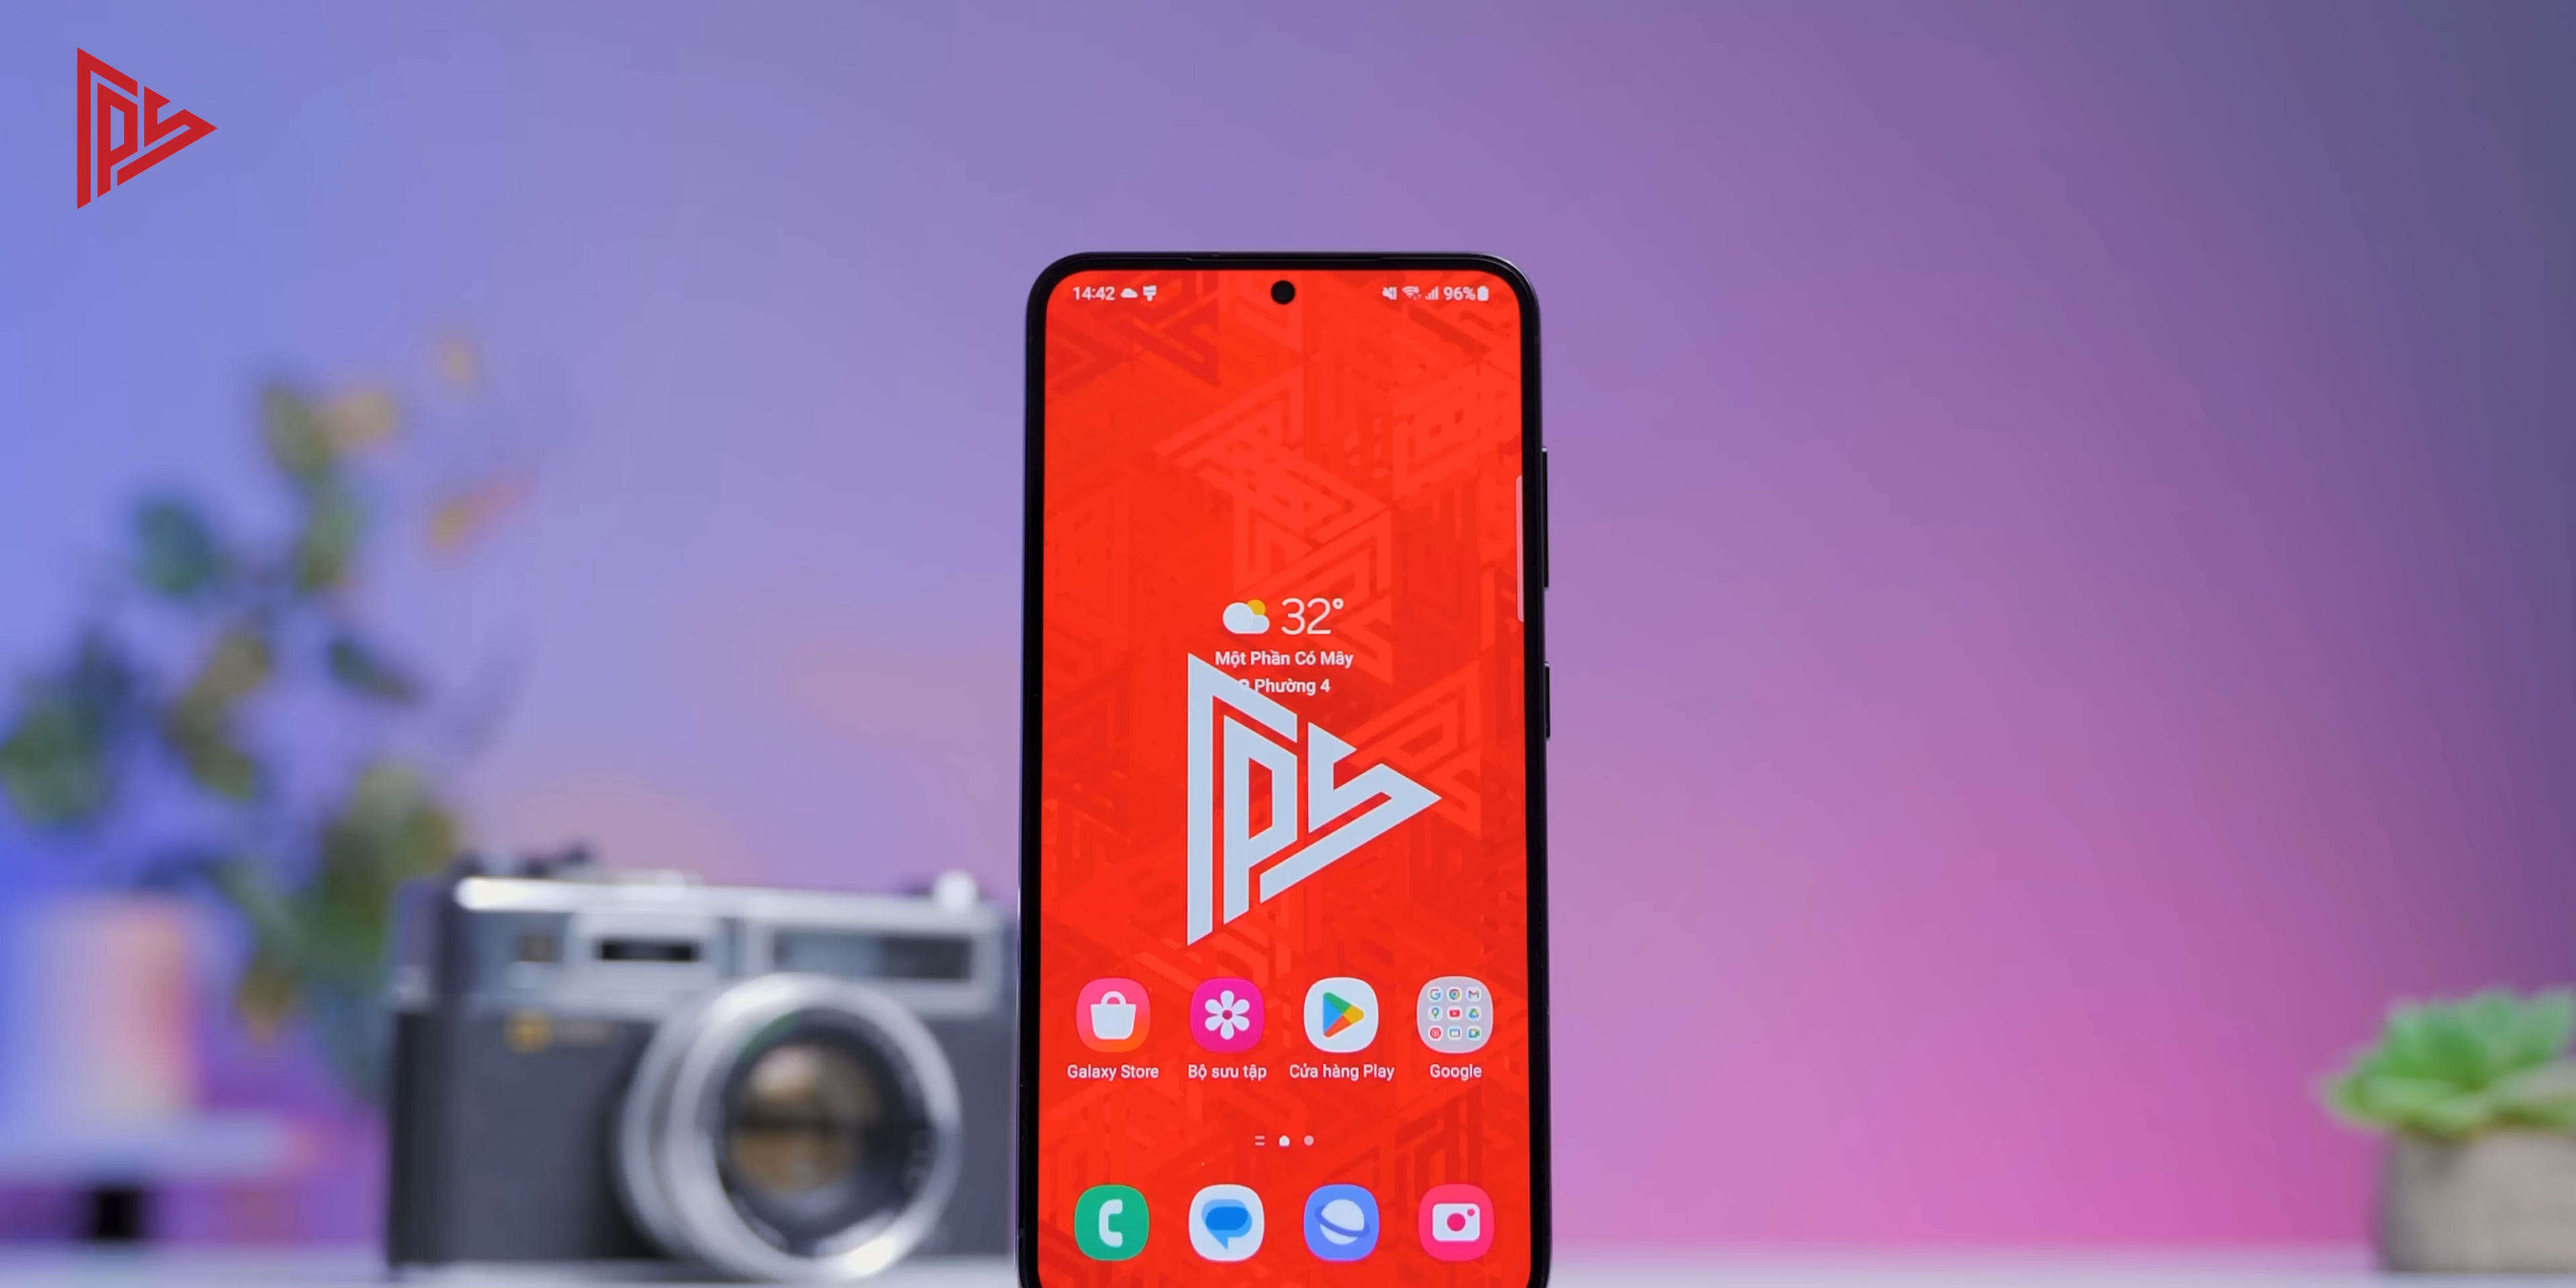 14:42
96%
32°
Một Phần Có Mây
Phường 4
Galaxy Store
Bộ sưu tập
Cửa hàng Play
Google